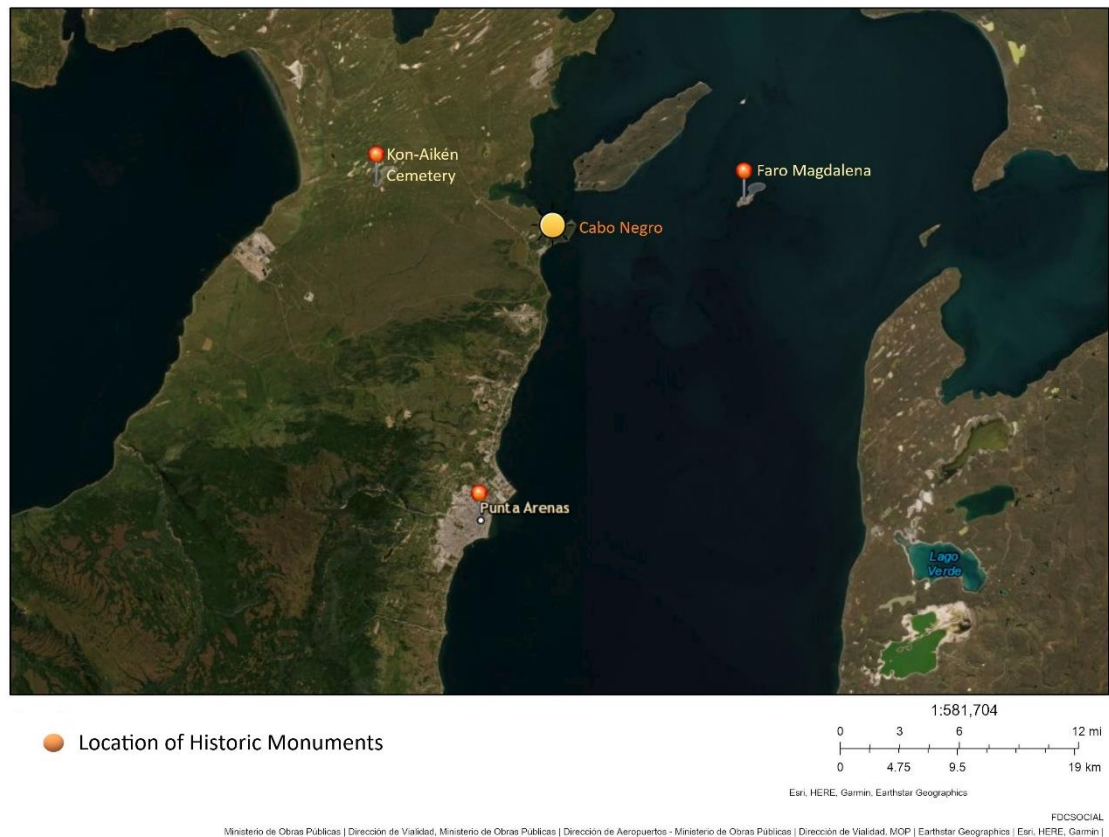 Kon-Aikén
Cemetery
Faro Magdalena
Cabo Negro
Punta Arenas
Lago
Verde
Location of Historic Monuments
1:581,704
0 3 6 12 mi
0 4.75 9.5 19 km
Esri, HERE, Garmin, Earthstar Geographics
FDCSOCIAL
Ministerio de Obras Públicas | Dirección de Vialidad, Ministerio de Obras Públicas | Dirección de Aeropuertos - Ministerio de Obras Públicas | Dirección de Vialidad, MOP | Earthstar Geographics | Esri, HERE, Garmin |